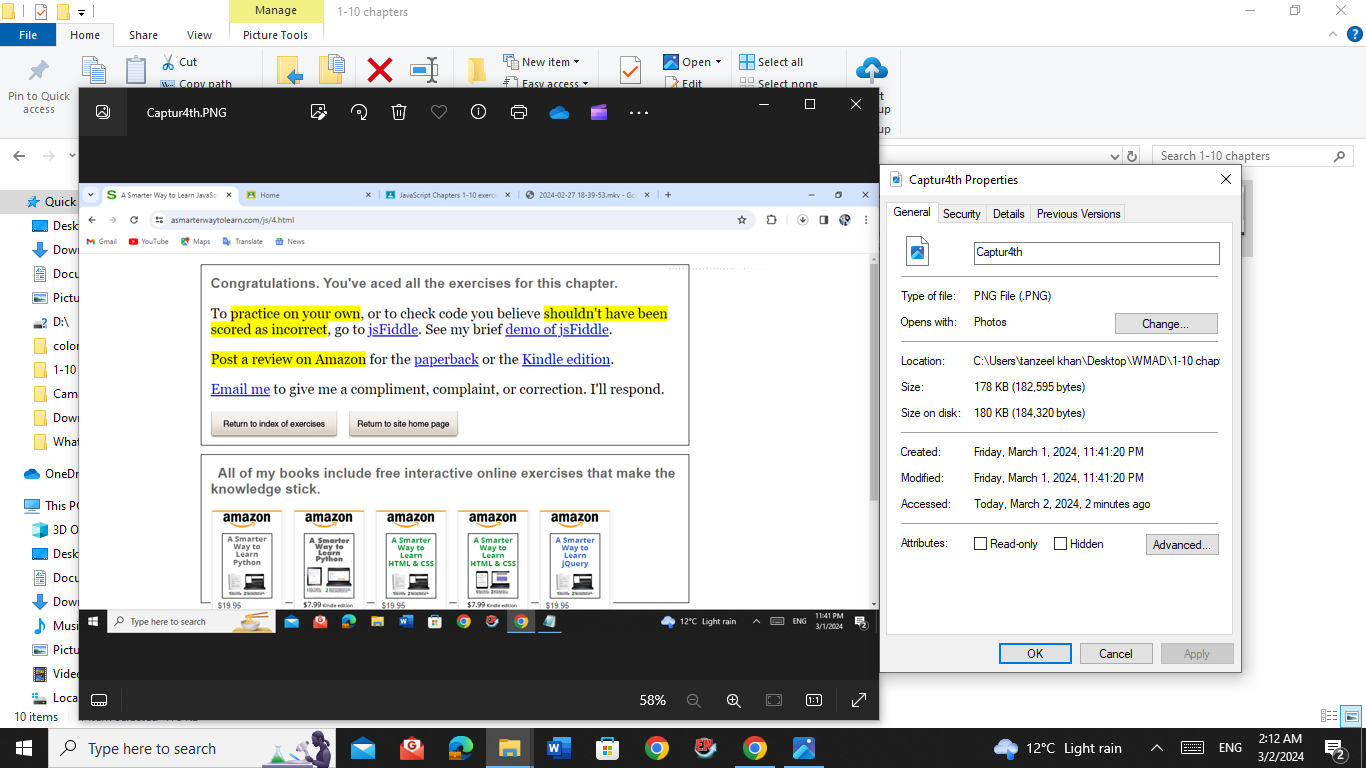 Manage
1-10 chapters
File
Home
Share
View
Picture Tools
Pin to Quick
access
Cut
Copy path
New item
Easy access
Open
Edit
Select all
Select none
Search 1-10 chapters
Captur4th.PNG
A Smarter Way to Learn JavaSc
Home
JavaScript Chapters 1-10 exerci
2024-02-27 18-39-53.mkv - Go
asmarterwaytolearn.com/js/4.html
Gmail
YouTube
Maps
Translate
News
Congratulations. You've aced all the exercises for this chapter.
To practice on your own, or to check code you believe shouldn't have been
scored as incorrect, go to jsFiddle. See my brief demo of jsFiddle.
Post a review on Amazon for the paperback or the Kindle edition.
Email me to give me a compliment, complaint, or correction. I'll respond.
Return to index of exercises
Return to site home page
All of my books include free interactive online exercises that make the
knowledge stick.
amazon
A Smarter
Way to
Learn
Python
$19.95
amazon
A Smarter
Way to
Learn
Python
$7.99 Kindle edition
amazon
A Smarter
Way to
Learn
HTML & CSS
$19.95
amazon
A Smarter
Way to
Learn
HTML & CSS
$7.99 Kindle edition
amazon
A Smarter
Way to
Learn
jQuery
$19.95
Type here to search
12°C Light rain
ENG
11:41 PM
3/1/2024
2
58%
1:1
Quick
Desk
Down
Docu
Pictu
D:\
color
1-10
Cam
Down
What
OneDr
This PC
3D O
Desk
Docu
Down
Musi
Pictu
Video
Loca
10 items
Captur4th Properties
General
Security
Details
Previous Versions
Captur4th
Type of file:
PNG File (.PNG)
Opens with:
Photos
Change...
Location:
C:\Users\tanzeel khan\Desktop\WMAD\1-10 chapt
Size:
178 KB (182,595 bytes)
Size on disk:
180 KB (184,320 bytes)
Created:
Friday, March 1, 2024, 11:41:20 PM
Modified:
Friday, March 1, 2024, 11:41:20 PM
Accessed:
Today, March 2, 2024, 2 minutes ago
Attributes:
Read-only
Hidden
Advanced...
OK
Cancel
Apply
Type here to search
12°C Light rain
ENG
2:12 AM
3/2/2024
2